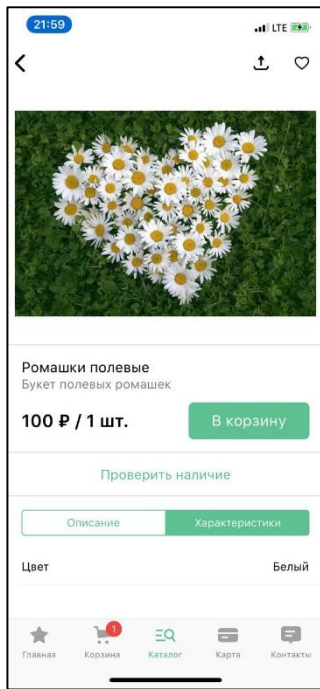 21:59
LTE
Ромашки полевые
Букет полевых ромашек
100 ₽ / 1 шт.
В корзину
Проверить наличие
Описание
Характеристики
Цвет
Белый
1
Главная
Корзина
Каталог
Карта
Контакты